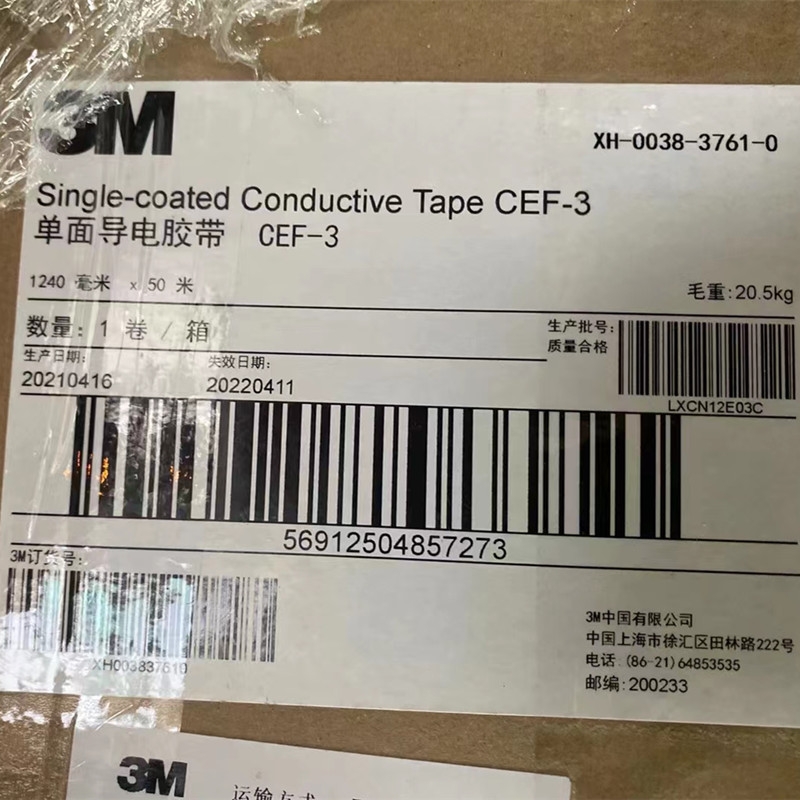 3M
XH-0038-3761-0
Single-coated Conductive Tape CEF-3
单面导电胶带 CEF-3
1240 毫米 x 50 米
毛重:20.5kg
数量: 1 卷 / 箱
生产批号:
质量合格
生产日期:
失效日期:
20210416
20220411
LXCN12E03C
56912504857273
3M订货号:
XH003837610
3M中国有限公司
中国上海市徐汇区田林路222号
电话:(86-21)64853535
邮编:200233
3M
运输方式